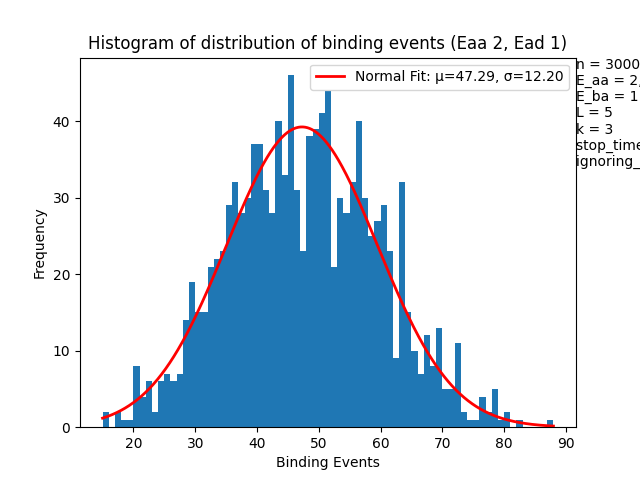 Histogram of distribution of binding events (Eaa 2, Ead 1)
Normal Fit: μ=47.29, σ=12.20
n = 3000
E_aa = 2,
E_ba = 1
L = 5
k = 3
stop_time
ignoring_
Frequency
40
30
20
10
0
20 30 40 50 60 70 80 90
Binding Events